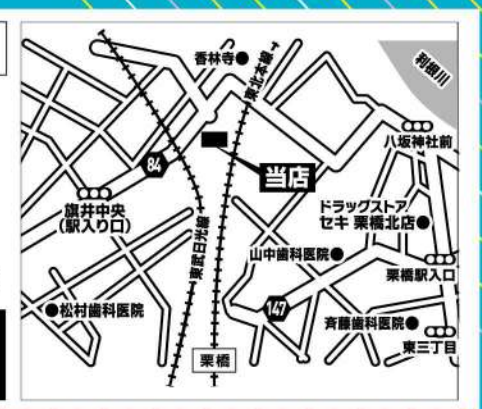 香林寺
東北本線
利根川
八坂神社前
84
当店
旗井中央
(駅入り口)
東武日光線
ドラッグストア
セキ 栗橋北店
山中歯科医院
栗橋駅入口
松村歯科医院
147
斉藤歯科医院
東三丁目
栗橋